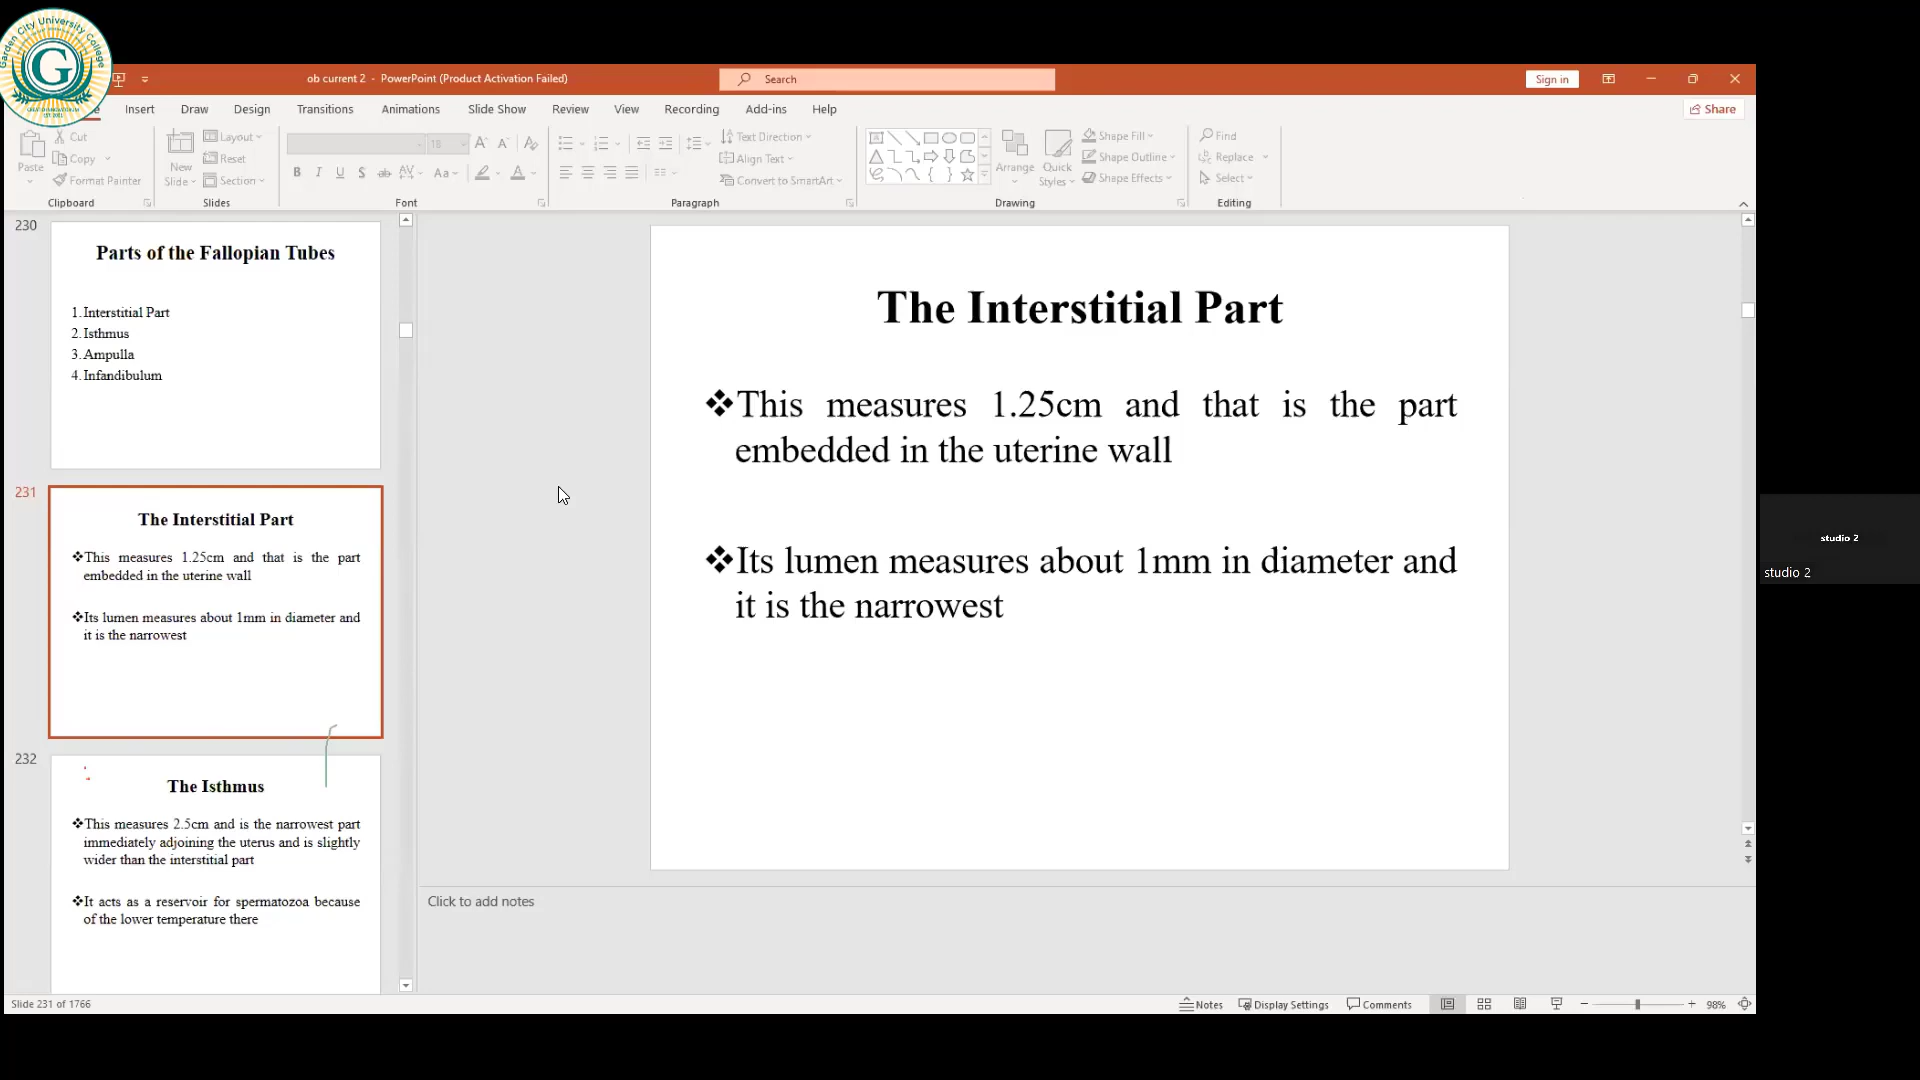 Garden City University College
G
EST. 2001
ob current 2 - PowerPoint (Product Activation Failed)
Search
Sign in
Insert Draw Design Transitions Animations Slide Show Review View Recording Add-ins Help
Share
Paste
Cut
Copy
Format Painter
Clipboard
New Slide
Layout
Reset
Section
Slides
18
Aa
Font
Text Direction
Align Text
Convert to SmartArt
Paragraph
Arrange
Quick Styles
Shape Fill
Shape Outline
Shape Effects
Drawing
Find
Replace
Select
Editing
230
Parts of the Fallopian Tubes
1. Interstitial Part
2. Isthmus
3. Ampulla
4. Infandibulum
231
The Interstitial Part
❖This measures 1.25cm and that is the part
embedded in the uterine wall
❖Its lumen measures about 1mm in diameter and
it is the narrowest
232
The Isthmus
❖This measures 2.5cm and is the narrowest part
immediately adjoining the uterus and is slightly
wider than the interstitial part
❖It acts as a reservoir for spermatozoa because
of the lower temperature there
The Interstitial Part
❖This measures 1.25cm and that is the part
embedded in the uterine wall
❖Its lumen measures about 1mm in diameter and
it is the narrowest
Click to add notes
studio 2
studio 2
Slide 231 of 1766
Notes Display Settings Comments 98%